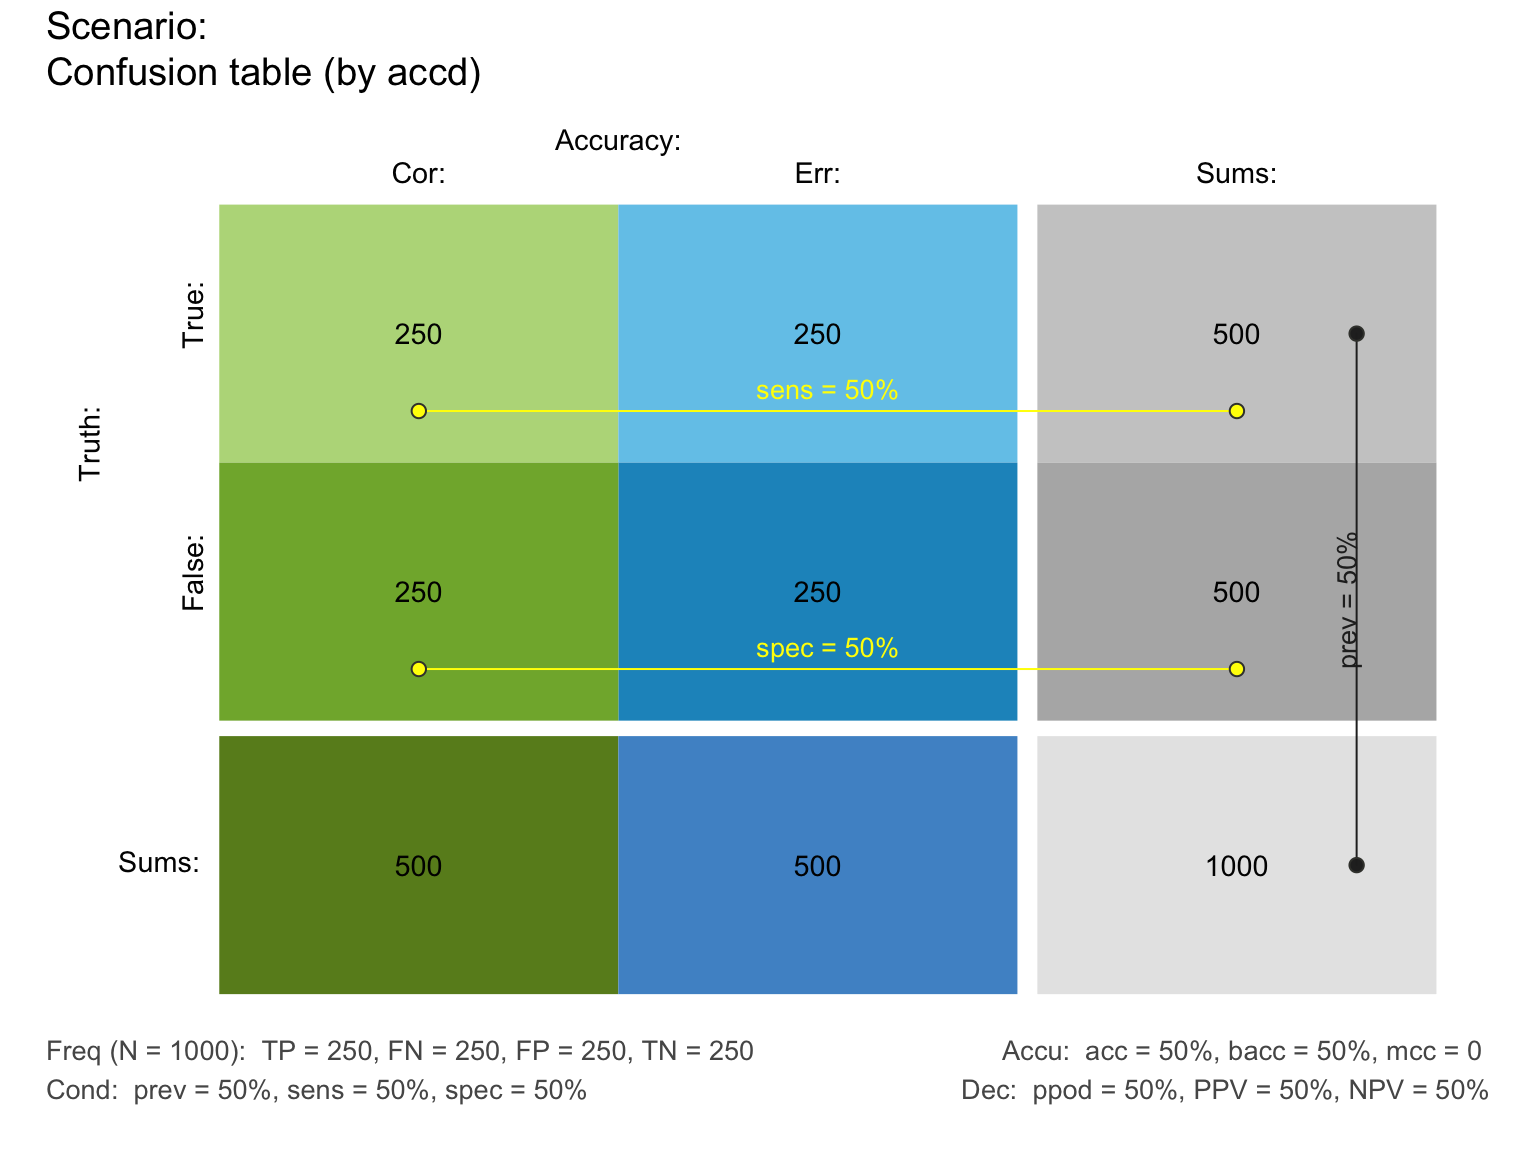 Scenario:
Confusion table (by accd)
Accuracy:
Cor:
Err:
Sums:
Truth:
True:
250
250
500
sens = 50%
False:
250
250
500
spec = 50%
prev = 50%
Sums:
500
500
1000
Freq (N = 1000):  TP = 250, FN = 250, FP = 250, TN = 250
Accu:  acc = 50%, bacc = 50%, mcc = 0
Cond:  prev = 50%, sens = 50%, spec = 50%
Dec:  ppod = 50%, PPV = 50%, NPV = 50%